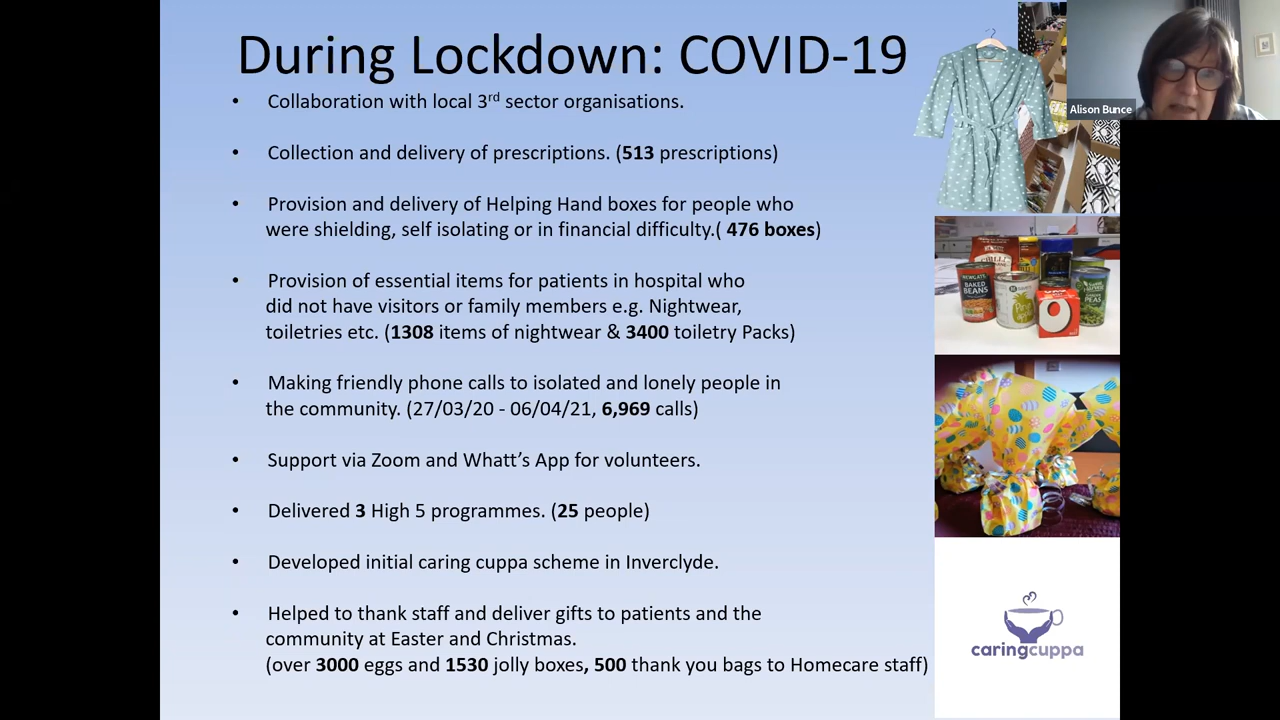 During Lockdown: COVID-19
• Collaboration with local 3rd sector organisations.
• Collection and delivery of prescriptions. (513 prescriptions)
• Provision and delivery of Helping Hand boxes for people who
were shielding, self isolating or in financial difficulty.( 476 boxes)
• Provision of essential items for patients in hospital who
did not have visitors or family members e.g. Nightwear,
toiletries etc. (1308 items of nightwear & 3400 toiletry Packs)
• Making friendly phone calls to isolated and lonely people in
the community. (27/03/20 - 06/04/21, 6,969 calls)
• Support via Zoom and Whatt’s App for volunteers.
• Delivered 3 High 5 programmes. (25 people)
• Developed initial caring cuppa scheme in Inverclyde.
• Helped to thank staff and deliver gifts to patients and the
community at Easter and Christmas.
(over 3000 eggs and 1530 jolly boxes, 500 thank you bags to Homecare staff)
Alison Bunce
BAKED
BEANS
PEAS
caringcuppa